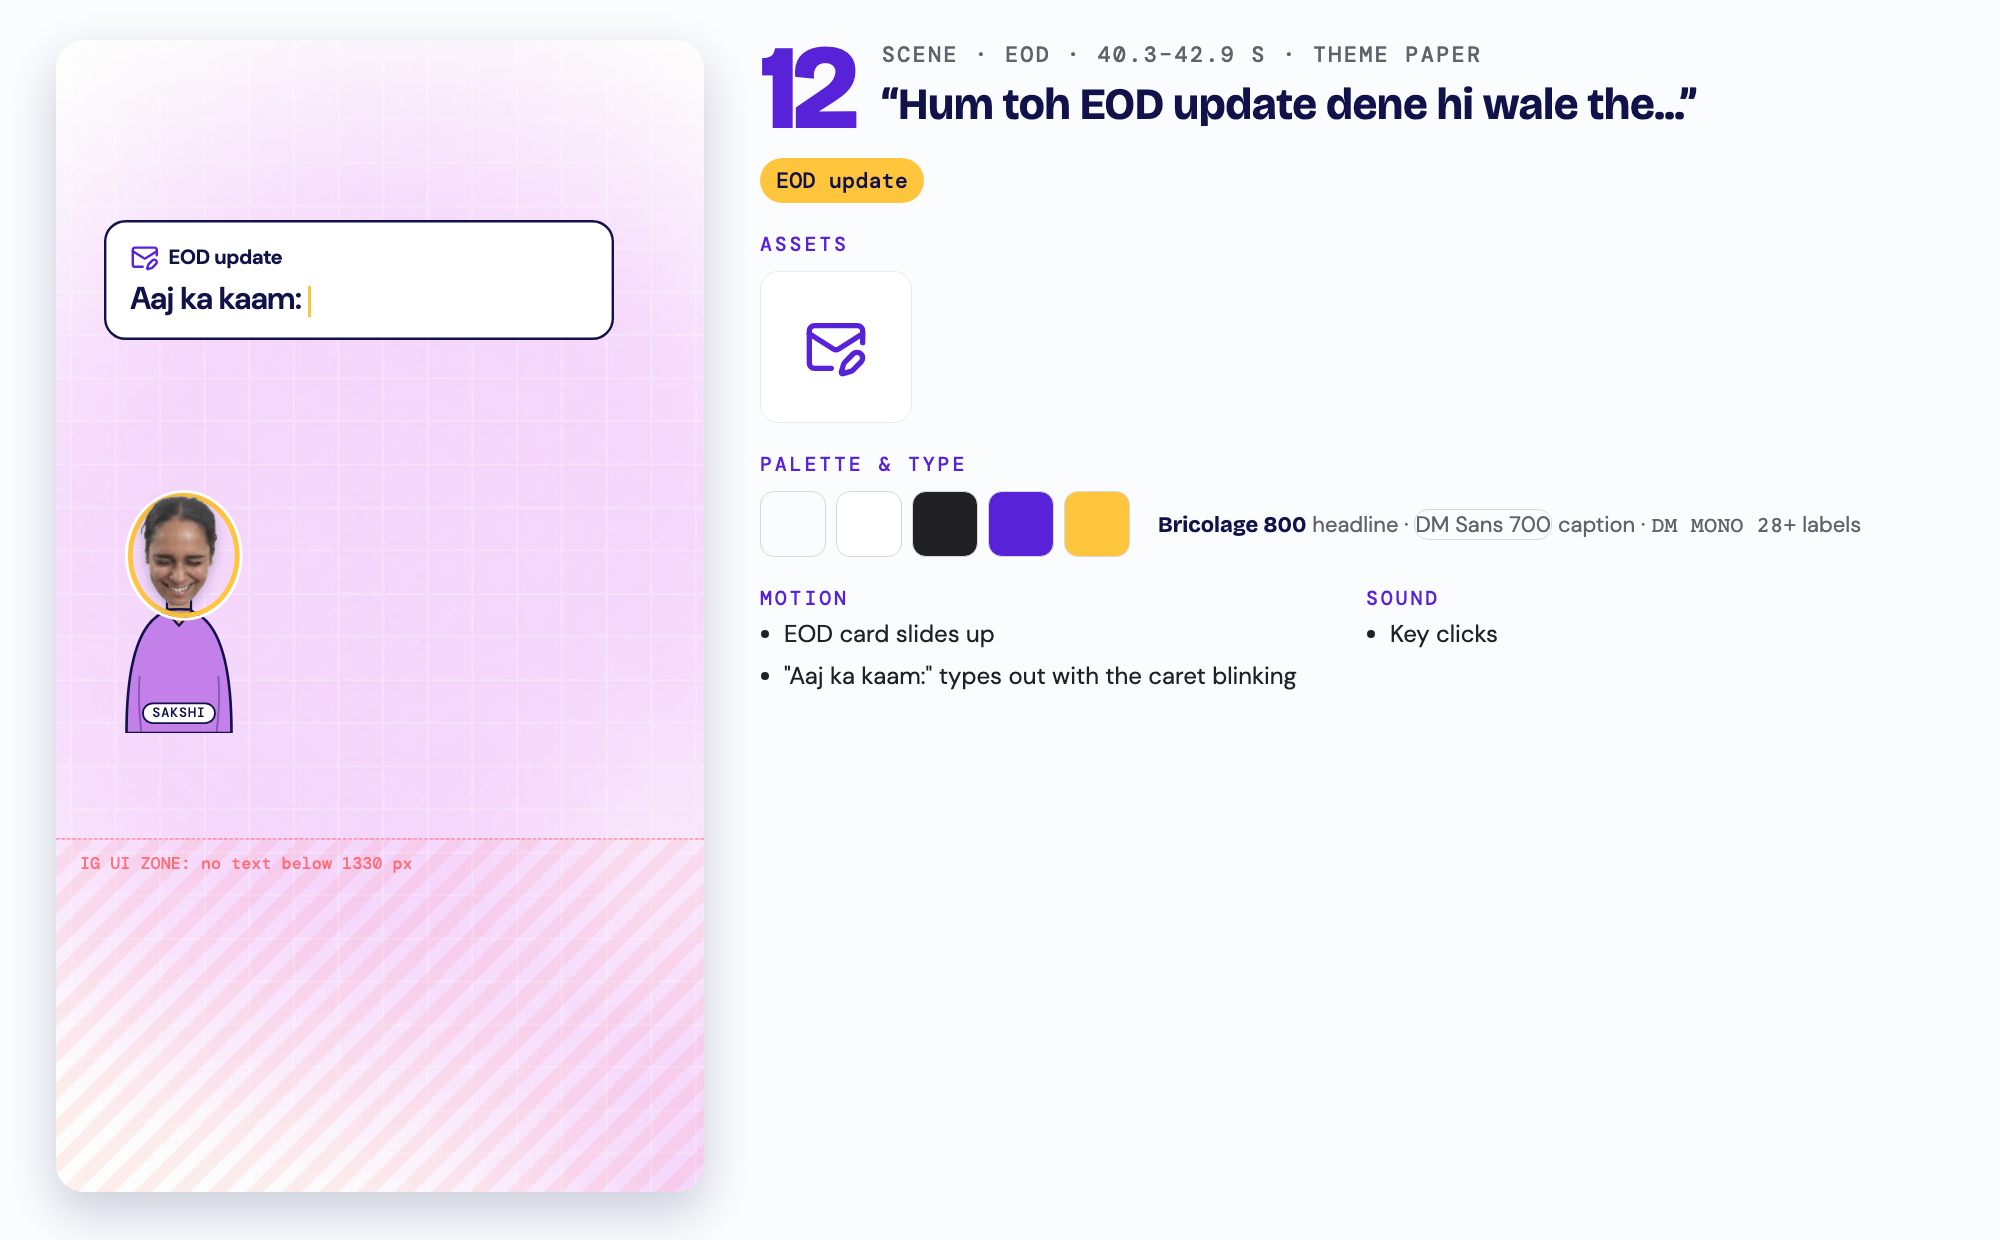 EOD update
Aaj ka kaam:
SAKSHI
IG UI ZONE: no text below 1330 px
12
SCENE · EOD · 40.3–42.9 S · THEME PAPER
“Hum toh EOD update dene hi wale the...”
EOD update
ASSETS
PALETTE & TYPE
Bricolage 800 headline · DM Sans 700 caption · DM MONO 28+ labels
MOTION
• EOD card slides up
• "Aaj ka kaam:" types out with the caret blinking
SOUND
• Key clicks